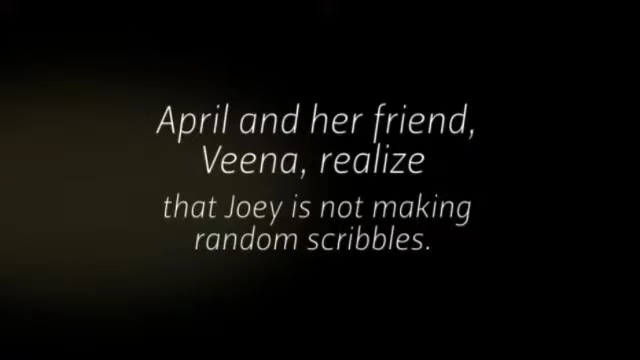 April and her friend,
Veena, realize
that Joey is not making
random scribbles.